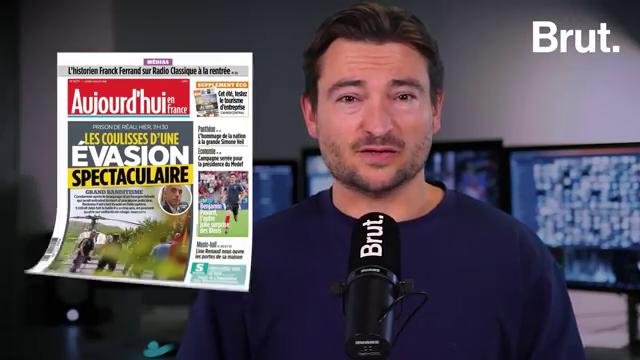 Brut.
MÉDIAS
L'historien Franck Ferrand sur Radio Classique à la rentrée
Aujourd'hui
en
france
SUPPLÉMENT ÉCO
Cet été, testez
le tourisme
d'entreprise
PRISON DE RÉAU, HIER, 11H30
LES COULISSES D'UNE
ÉVASION
SPECTACULAIRE
GRAND BANDITISME
Panthéon
L'hommage de la nation
à la grande Simone Veil
Économie
Campagne serrée pour
la présidence du Medef
Benjamin
Pavard,
l'autre
jolie surprise
des Bleus
Music-hall
Line Renaud nous ouvre
les portes de sa maison
Brut.